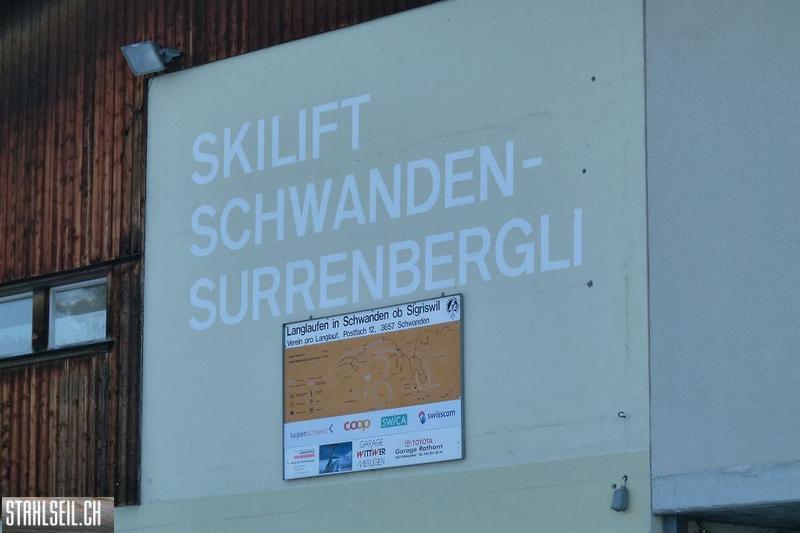 SKILIFT
SCHWANDEN-
SURRENBERGLI
Langlaufen in Schwanden ob Sigriswil
Verein pro Langlauf, Postfach 12, 3657 Schwanden
loipenschweiz
coop
SWICA
swisscom
GARAGE
WITTWER
MERLIGEN
TOYOTA
Garage Rothorn
STAHLSEIL.CH